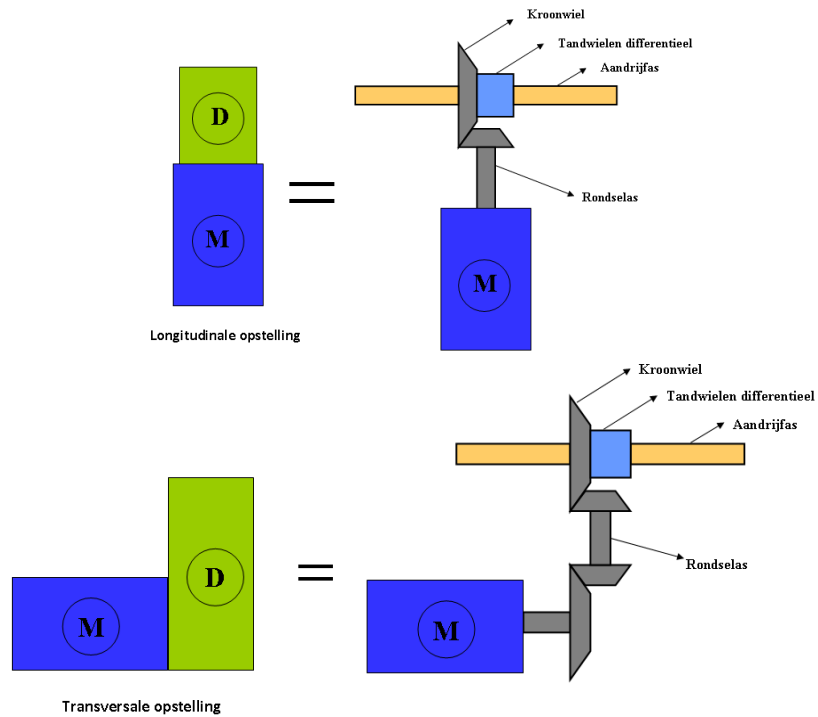 Kroonwiel
Tandwielen differentieel
Aandrijfas
D
M
Rondselas
M
Longitudinale opstelling
Kroonwiel
Tandwielen differentieel
Aandrijfas
D
Rondselas
M
M
Transversale opstelling